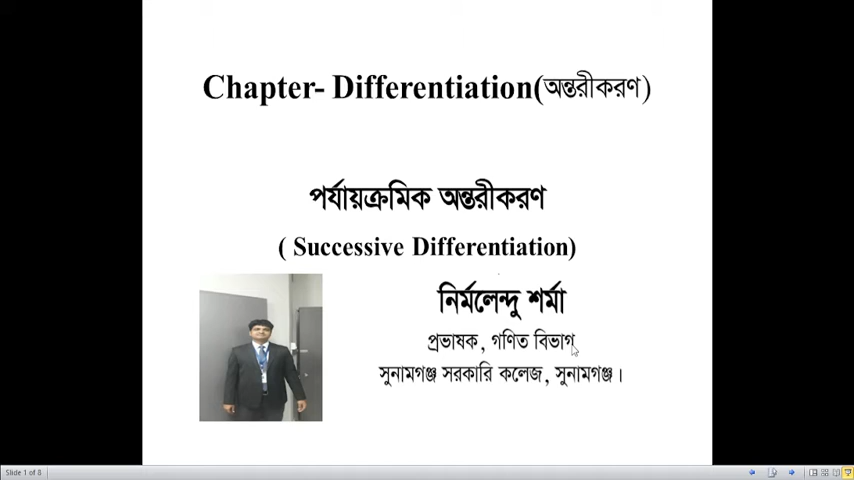 Chapter- Differentiation(অন্তরীকরণ)
পর্যায়ক্রমিক অন্তরীকরণ
( Successive Differentiation)
নির্মলেন্দু শর্মা
প্রভাষক, গণিত বিভাগ
সুনামগঞ্জ সরকারি কলেজ, সুনামগঞ্জ।
Slide 1 of 8